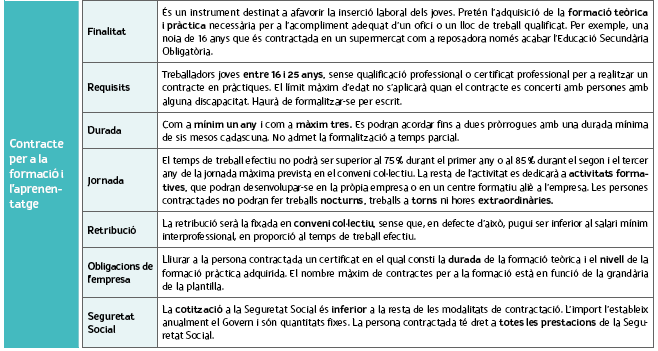 Contracte
per a la
formació i
l'aprenen-
tatge
Finalitat
És un instrument destinat a afavorir la inserció laboral dels joves. Pretén l'adquisició de la formació teòrica
i pràctica necessària per a l'acompliment adequat d'un ofici o un lloc de treball qualificat. Per exemple, una
noia de 16 anys que és contractada en un supermercat com a reposadora només acabar l'Educació Secundària
Obligatòria.
Requisits
Treballadors joves entre 16 i 25 anys, sense qualificació professional o certificat professional per a realitzar un
contracte en pràctiques. El límit màxim d'edat no s'aplicarà quan el contracte es concerti amb persones amb
alguna discapacitat. Haurà de formalitzar-se per escrit.
Durada
Com a mínim un any i com a màxim tres. Es podran acordar fins a dues pròrrogues amb una durada mínima
de sis mesos cadascuna. No admet la formalització a temps parcial.
Jornada
El temps de treball efectiu no podrà ser superior al 75 % durant el primer any o al 85 % durant el segon i el tercer
any de la jornada màxima prevista en el conveni col·lectiu. La resta de l'activitat es dedicarà a activitats forma-
tives, que podran desenvolupar-se en la pròpia empresa o en un centre formatiu aliè a l'empresa. Les persones
contractades no podran fer treballs nocturns, treballs a torns ni hores extraordinàries.
Retribució
La retribució serà la fixada en conveni col·lectiu, sense que, en defecte d'això, pugui ser inferior al salari mínim
interprofessional, en proporció al temps de treball efectiu.
Obligacions de
l'empresa
Lliurar a la persona contractada un certificat en el qual consti la durada de la formació teòrica i el nivell de la
formació pràctica adquirida. El nombre màxim de contractes per a la formació està en funció de la grandària
de la plantilla.
Seguretat
Social
La cotització a la Seguretat Social és inferior a la resta de les modalitats de contractació. L'import l'estableix
anualment el Govern i són quantitats fixes. La persona contractada té dret a totes les prestacions de la Segu-
retat Social.